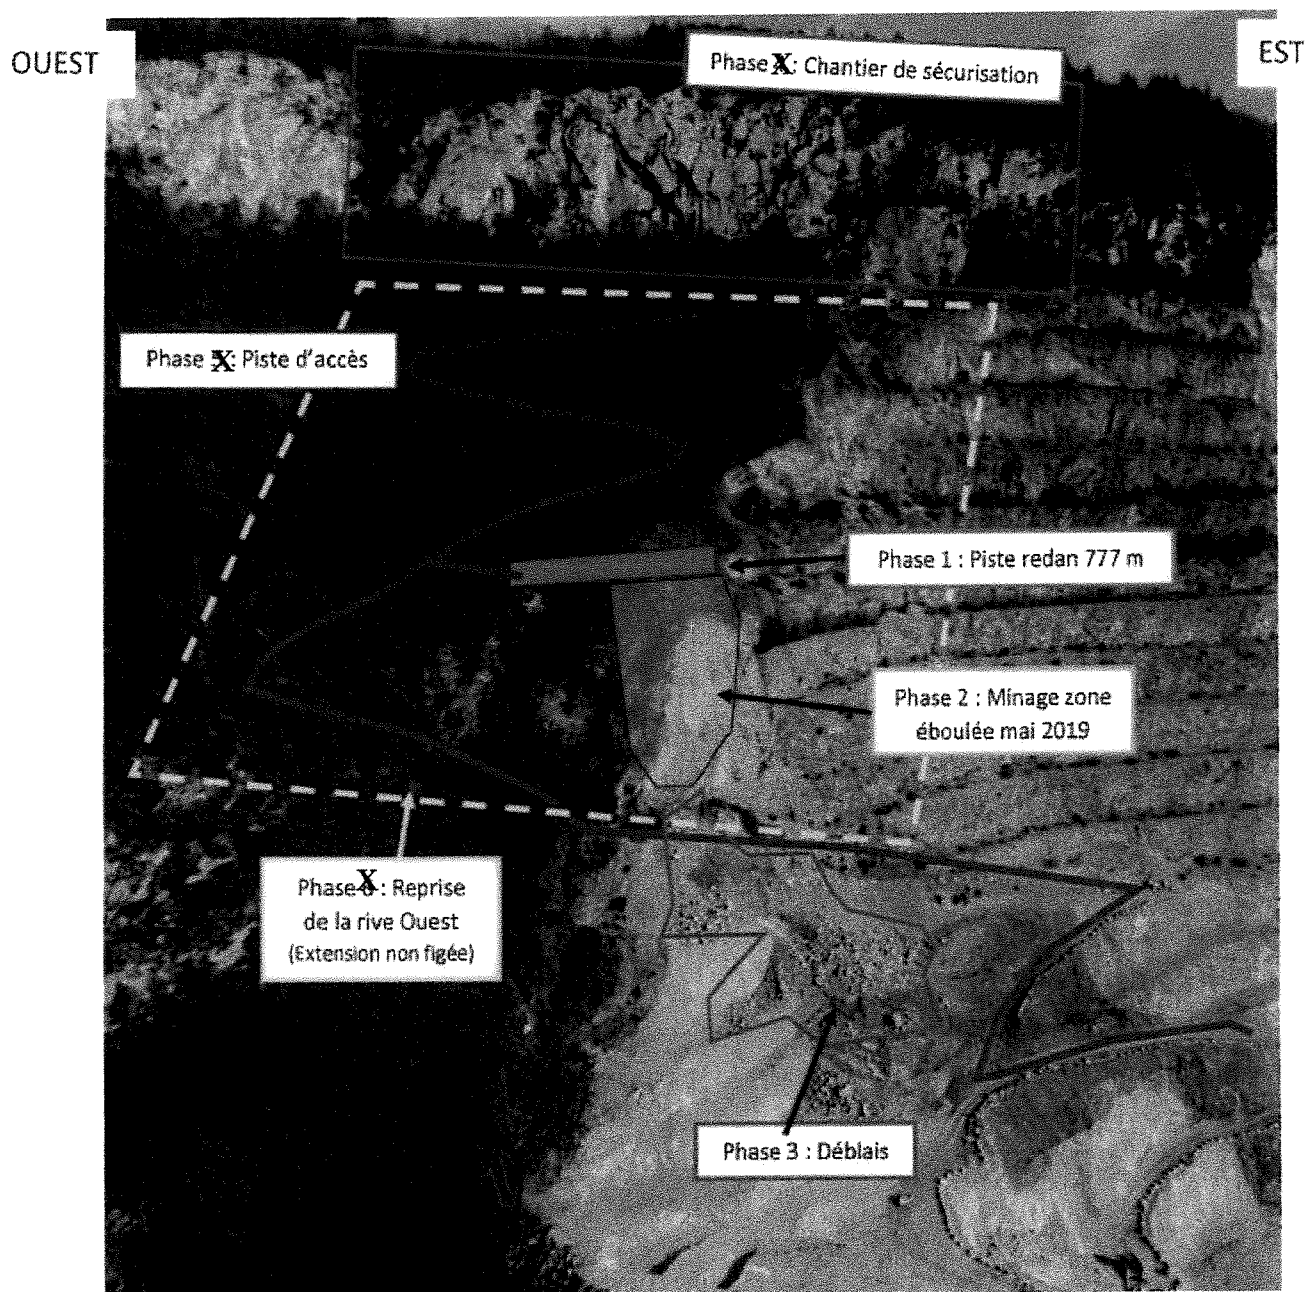 OUEST
EST
Phase X : Chantier de sécurisation
Phase X : Piste d'accès
Phase 1 : Piste redan 777 m
Phase 2 : Minage zone
éboulée mai 2019
Phase X : Reprise
de la rive Ouest
(Extension non figée)
Phase 3 : Déblais